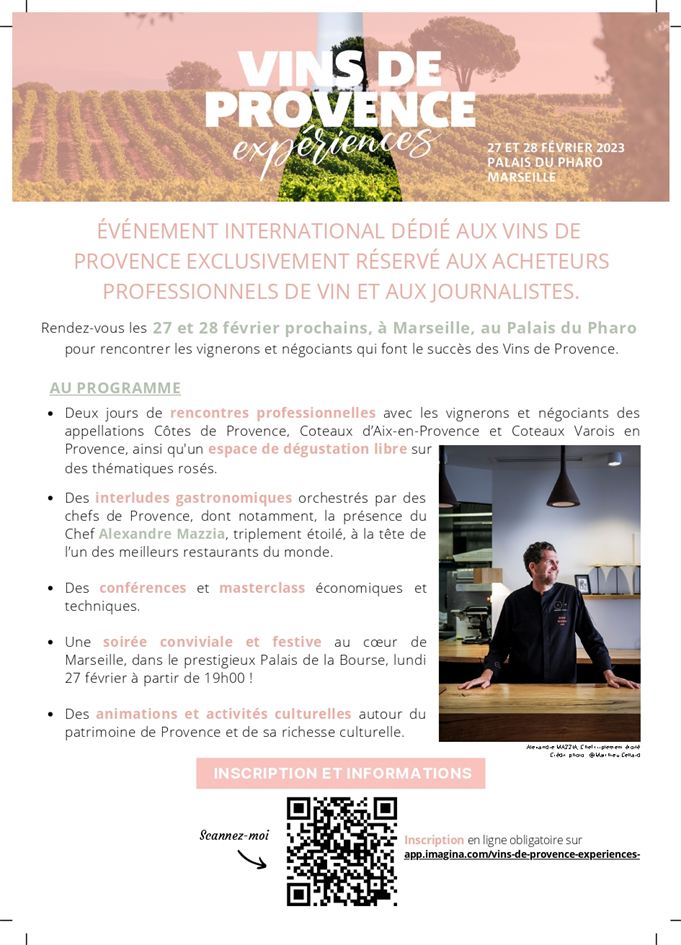 VINS DE
PROVENCE
expériences
27 ET 28 FÉVRIER 2023
PALAIS DU PHARO
MARSEILLE
ÉVÉNEMENT INTERNATIONAL DÉDIÉ AUX VINS DE
PROVENCE EXCLUSIVEMENT RÉSERVÉ AUX ACHETEURS
PROFESSIONNELS DE VIN ET AUX JOURNALISTES.
Rendez-vous les 27 et 28 février prochains, à Marseille, au Palais du Pharo
pour rencontrer les vignerons et négociants qui font le succès des Vins de Provence.
AU PROGRAMME
• Deux jours de rencontres professionnelles avec les vignerons et négociants des
appellations Côtes de Provence, Coteaux d’Aix-en-Provence et Coteaux Varois en
Provence, ainsi qu'un espace de dégustation libre sur
des thématiques rosés.
• Des interludes gastronomiques orchestrés par des
chefs de Provence, dont notamment, la présence du
Chef Alexandre Mazzia, triplement étoilé, à la tête de
l’un des meilleurs restaurants du monde.
• Des conférences et masterclass économiques et
techniques.
• Une soirée conviviale et festive au cœur de
Marseille, dans le prestigieux Palais de la Bourse, lundi
27 février à partir de 19h00 !
• Des animations et activités culturelles autour du
patrimoine de Provence et de sa richesse culturelle.
Alexandre MAZZIA, Chef triplement étoilé
Crédit photo : @Matthieu Cellard
INSCRIPTION ET INFORMATIONS
Scannez-moi
Inscription en ligne obligatoire sur
app.imagina.com/vins-de-provence-experiences-